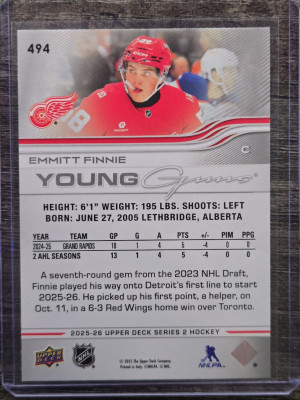 494
EMMITT FINNIE
C
YOUNG Guns
HEIGHT: 6'1" WEIGHT: 195 LBS. SHOOTS: LEFT
BORN: JUNE 27, 2005 LETHBRIDGE, ALBERTA
YEAR TEAM GP G A PTS +/- PIM PPG
2024-25 GRAND RAPIDS 18 1 4 5 -4 0 0
2 AHL SEASONS 13 1 4 5 -4 0 0
A seventh-round gem from the 2023 NHL Draft,
Finnie played his way onto Detroit's first line to start
2025-26. He picked up his first point, a helper, on
Oct. 11, in a 6-3 Red Wings home win over Toronto.
2025-26 UPPER DECK SERIES 2 HOCKEY
UPPER DECK
NHL
NHLPA